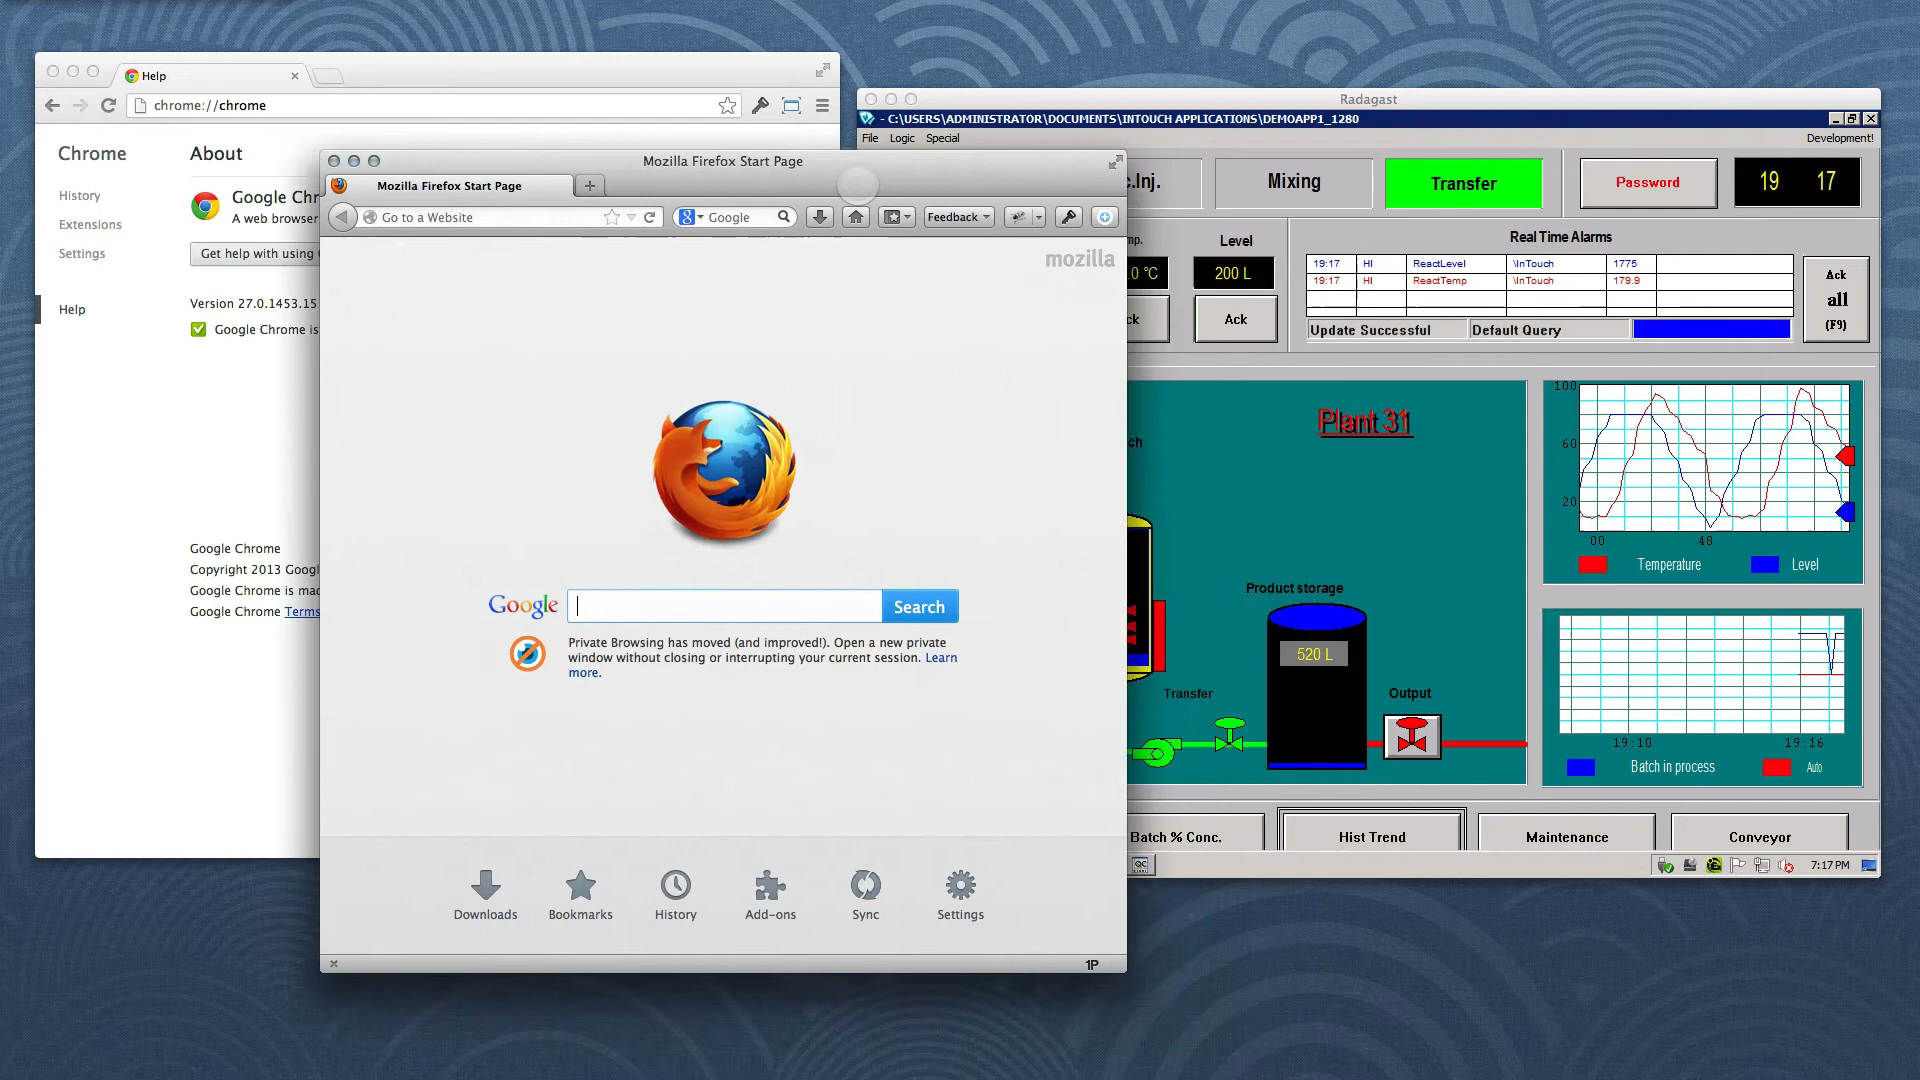 Help
chrome://chrome
Chrome
History
Extensions
Settings
Help
About
Google Chr
A web browser
Get help with using
Version 27.0.1453.15
Google Chrome is
Google Chrome
Copyright 2013 Googl
Google Chrome is mad
Google Chrome Terms
Mozilla Firefox Start Page
Mozilla Firefox Start Page
Go to a Website
Google
Feedback
mozilla
Google
Search
Private Browsing has moved (and improved!). Open a new private
window without closing or interrupting your current session. Learn
more.
Downloads
Bookmarks
History
Add-ons
Sync
Settings
1P
Radagast
- C:\USERS\ADMINISTRATOR\DOCUMENTS\INTOUCH APPLICATIONS\DEMOAPP1_1280
File Logic Special
Development!
c.Inj.
Mixing
Transfer
Password
19 17
mp.
Level
.0 °C
200 L
ck
Ack
Real Time Alarms
19:17 HI ReactLevel \InTouch 1775
19:17 HI ReactTemp \InTouch 179.9
Update Successful
Default Query
Ack
all
(F9)
Plant 31
ch
Product storage
520 L
Transfer
Output
100
60
20
00 48
Temperature
Level
19:10 19:16
Batch in process
Auto
Batch % Conc.
Hist Trend
Maintenance
Conveyor
QC
7:17 PM